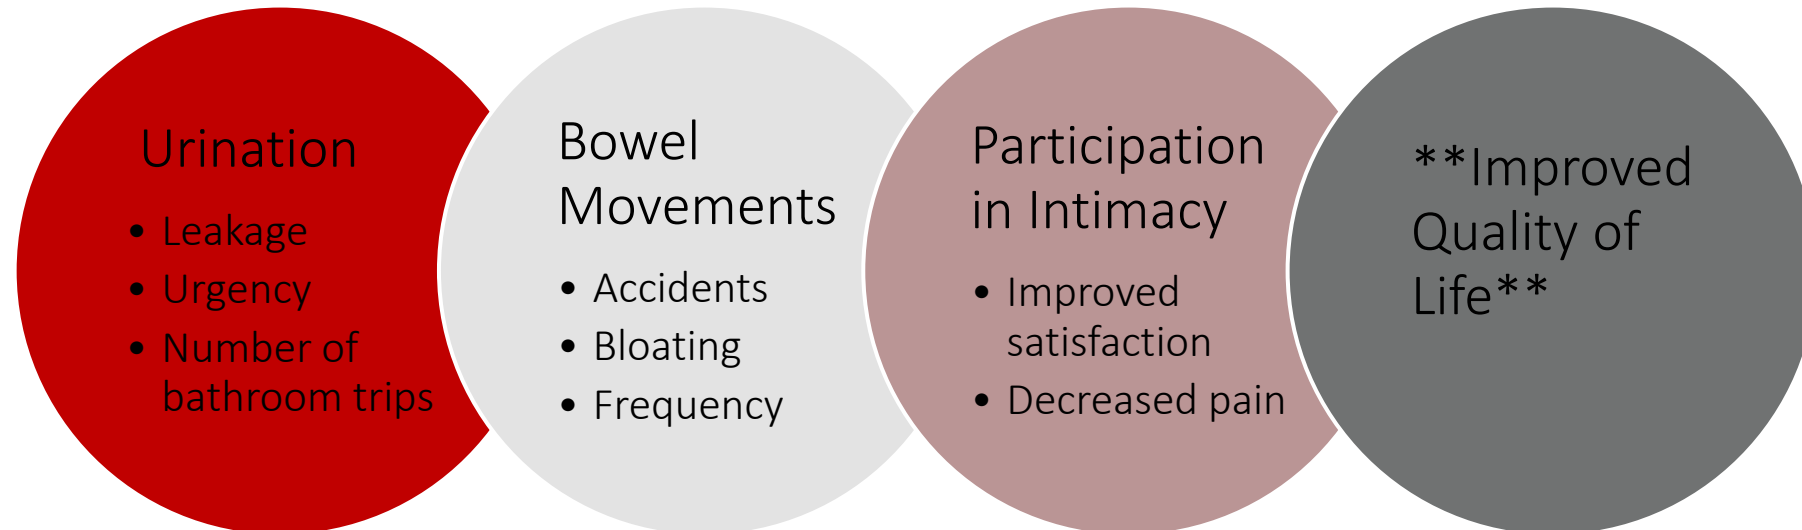 Urination
• Leakage
• Urgency
• Number of
bathroom trips
Bowel
Movements
• Accidents
• Bloating
• Frequency
Participation
in Intimacy
• Improved
satisfaction
• Decreased pain
**Improved
Quality of
Life**